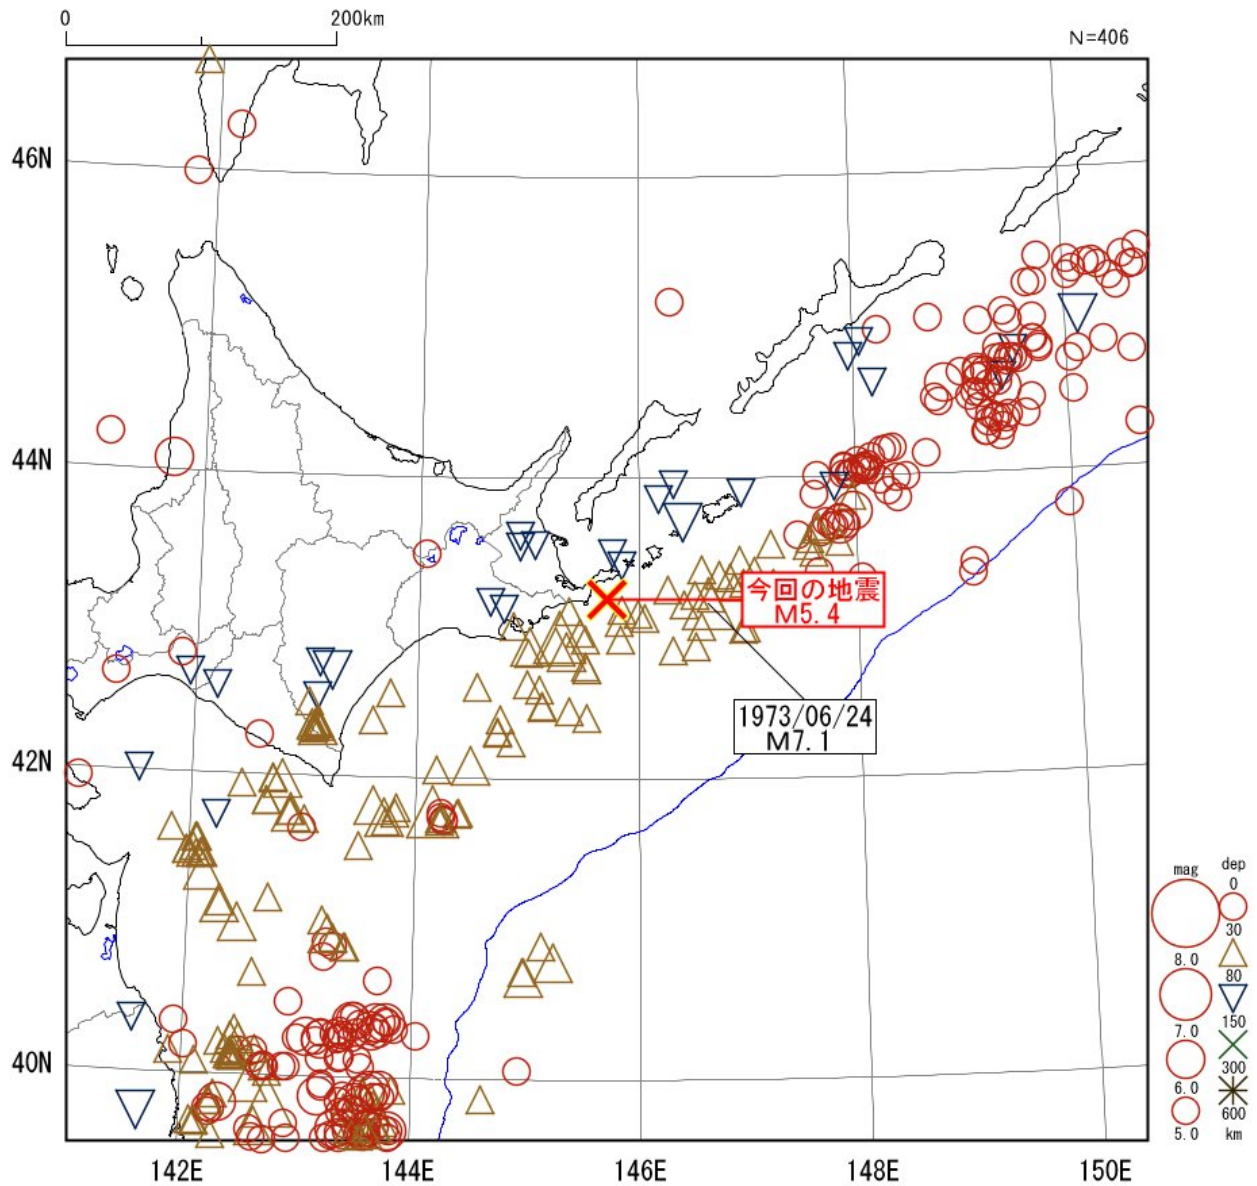 0 200km
N=406
46N
44N
今回の地震
M5.4
1973/06/24
M7.1
42N
40N
142E 144E 146E 148E 150E
mag dep
0
30
8.0
80
150
7.0
300
6.0
600
5.0 km